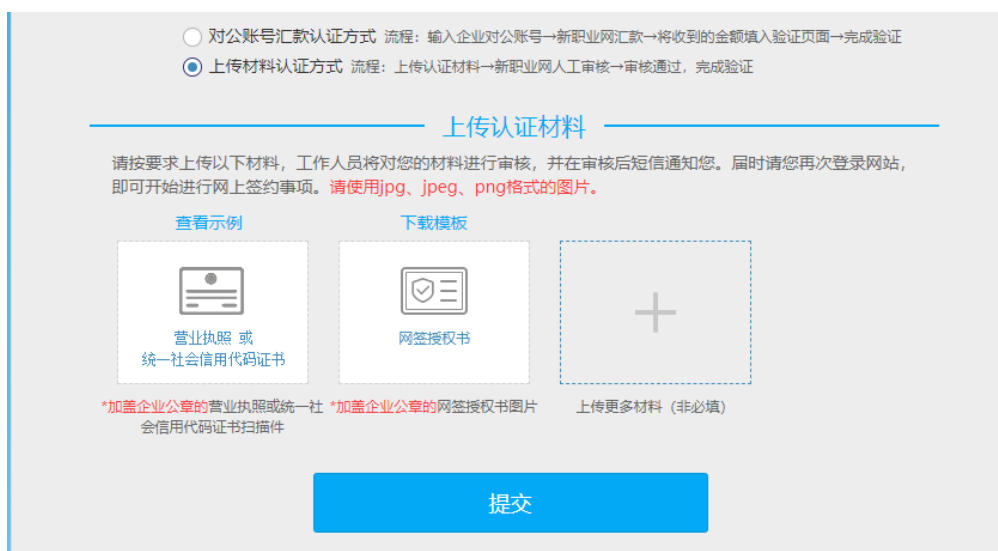 对公账号汇款认证方式 流程：输入企业对公账号→新职业网汇款→将收到的金额填入验证页面→完成验证
上传材料认证方式 流程：上传认证材料→新职业网人工审核→审核通过，完成验证
上传认证材料
请按要求上传以下材料，工作人员将对您的材料进行审核，并在审核后短信通知您。届时请您再次登录网站，
即可开始进行网上签约事项。请使用jpg、jpeg、png格式的图片。
查看示例
下载模板
营业执照 或
统一社会信用代码证书
网签授权书
*加盖企业公章的营业执照或统一社
会信用代码证书扫描件
*加盖企业公章的网签授权书图片
上传更多材料（非必填）
提交